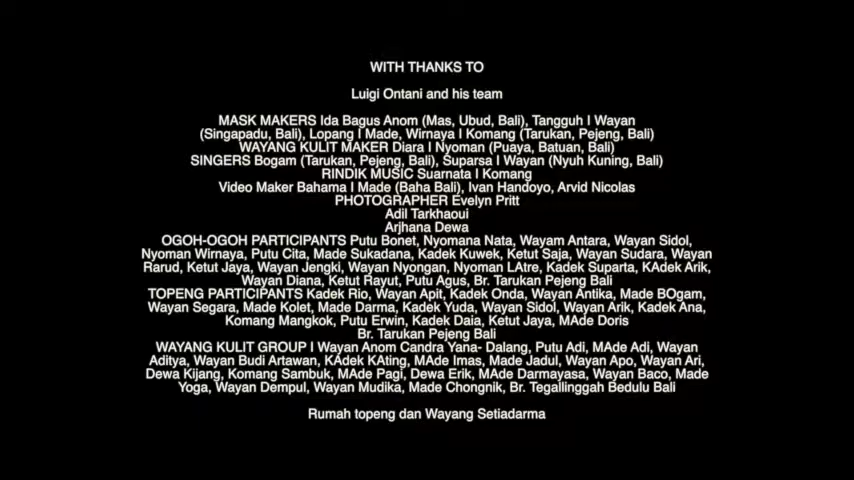 WITH THANKS TO
Luigi Ontani and his team
MASK MAKERS Ida Bagus Anom (Mas, Ubud, Bali), Tangguh I Wayan
(Singapadu, Bali), Lopang I Made, Wirnaya I Komang (Tarukan, Pejeng, Bali)
WAYANG KULIT MAKER Diara I Nyoman (Puaya, Batuan, Bali)
SINGERS Bogam (Tarukan, Pejeng, Bali), Suparsa I Wayan (Nyuh Kuning, Bali)
RINDIK MUSIC Suarnata I Komang
Video Maker Bahama I Made (Baha Bali), Ivan Handoyo, Arvid Nicolas
PHOTOGRAPHER Evelyn Pritt
Adil Tarkhaoui
Arjhana Dewa
OGOH-OGOH PARTICIPANTS Putu Bonet, Nyomana Nata, Wayam Antara, Wayan Sidol,
Nyoman Wirnaya, Putu Cita, Made Sukadana, Kadek Kuwek, Ketut Saja, Wayan Sudara, Wayan
Rarud, Ketut Jaya, Wayan Jengki, Wayan Nyongan, Nyoman LAtre, Kadek Suparta, KAdek Arik,
Wayan Diana, Ketut Rayut, Putu Agus, Br. Tarukan Pejeng Bali
TOPENG PARTICIPANTS Kadek Rio, Wayan Apit, Kadek Onda, Wayan Antika, Made BOgam,
Wayan Segara, Made Kolet, Made Darma, Kadek Yuda, Wayan Sidol, Wayan Arik, Kadek Ana,
Komang Mangkok, Putu Erwin, Kadek Daia, Ketut Jaya, MAde Doris
Br. Tarukan Pejeng Bali
WAYANG KULIT GROUP I Wayan Anom Candra Yana- Dalang, Putu Adi, MAde Adi, Wayan
Aditya, Wayan Budi Artawan, KAdek KAting, MAde Imas, Made Jadul, Wayan Apo, Wayan Ari,
Dewa Kijang, Komang Sambuk, MAde Pagi, Dewa Erik, MAde Darmayasa, Wayan Baco, Made
Yoga, Wayan Dempul, Wayan Mudika, Made Chongnik, Br. Tegallinggah Bedulu Bali
Rumah topeng dan Wayang Setiadarma